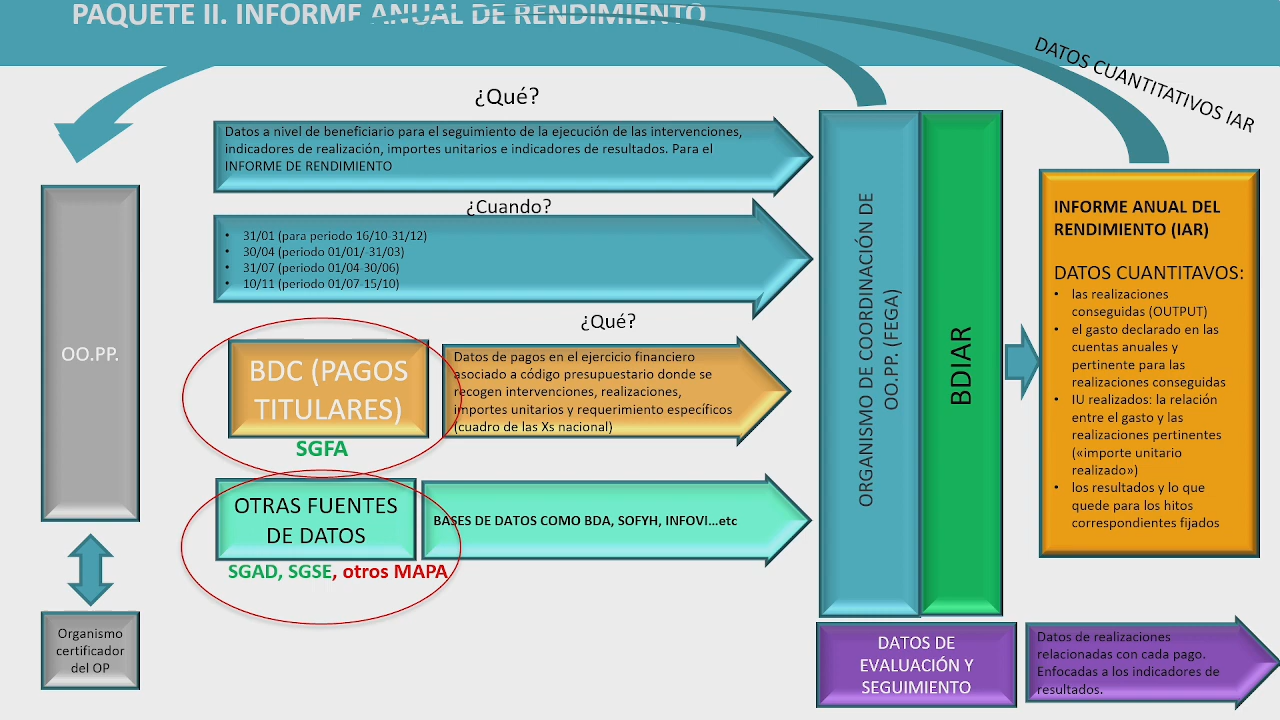 PAQUETE II. INFORME ANUAL DE RENDIMIENTO
DATOS CUANTITATIVOS IAR
¿Qué?
Datos a nivel de beneficiario para el seguimiento de la ejecución de las intervenciones,
indicadores de realización, importes unitarios e indicadores de resultados. Para el
INFORME DE RENDIMIENTO
¿Cuando?
• 31/01 (para periodo 16/10-31/12)
• 30/04 (periodo 01/01/-31/03)
• 31/07 (periodo 01/04-30/06)
• 10/11 (periodo 01/07-15/10)
OO.PP.
Organismo
certificador
del OP
¿Qué?
BDC (PAGOS
TITULARES)
SGFA
Datos de pagos en el ejercicio financiero
asociado a código presupuestario donde se
recogen intervenciones, realizaciones,
importes unitarios y requerimiento específicos
(cuadro de las Xs nacional)
OTRAS FUENTES
DE DATOS
SGAD, SGSE, otros MAPA
BASES DE DATOS COMO BDA, SOFYH, INFOVI...etc
ORGANISMO DE COORDINACIÓN DE
OO.PP. (FEGA)
BDIAR
INFORME ANUAL DEL
RENDIMIENTO (IAR)
DATOS CUANTITAVOS:
• las realizaciones
conseguidas (OUTPUT)
• el gasto declarado en las
cuentas anuales y
pertinente para las
realizaciones conseguidas
• IU realizados: la relación
entre el gasto y las
realizaciones pertinentes
(«importe unitario
realizado»)
• los resultados y lo que
quede para los hitos
correspondientes fijados
DATOS DE
EVALUACIÓN Y
SEGUIMIENTO
Datos de realizaciones
relacionadas con cada pago.
Enfocadas a los indicadores de
resultados.